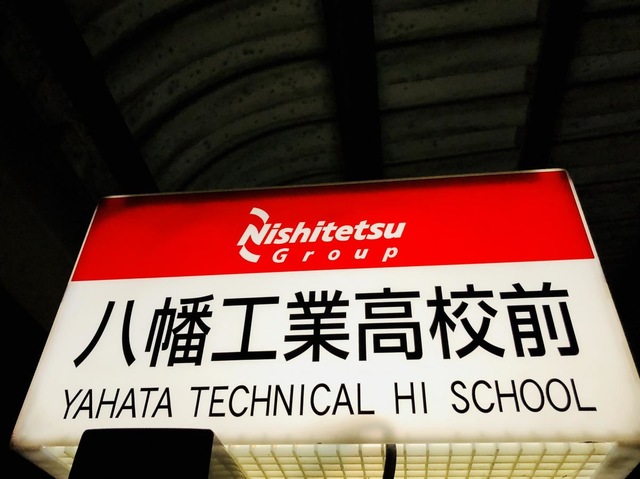 Nishitetsu
Group
八幡工業高校前
YAHATA TECHNICAL HI SCHOOL